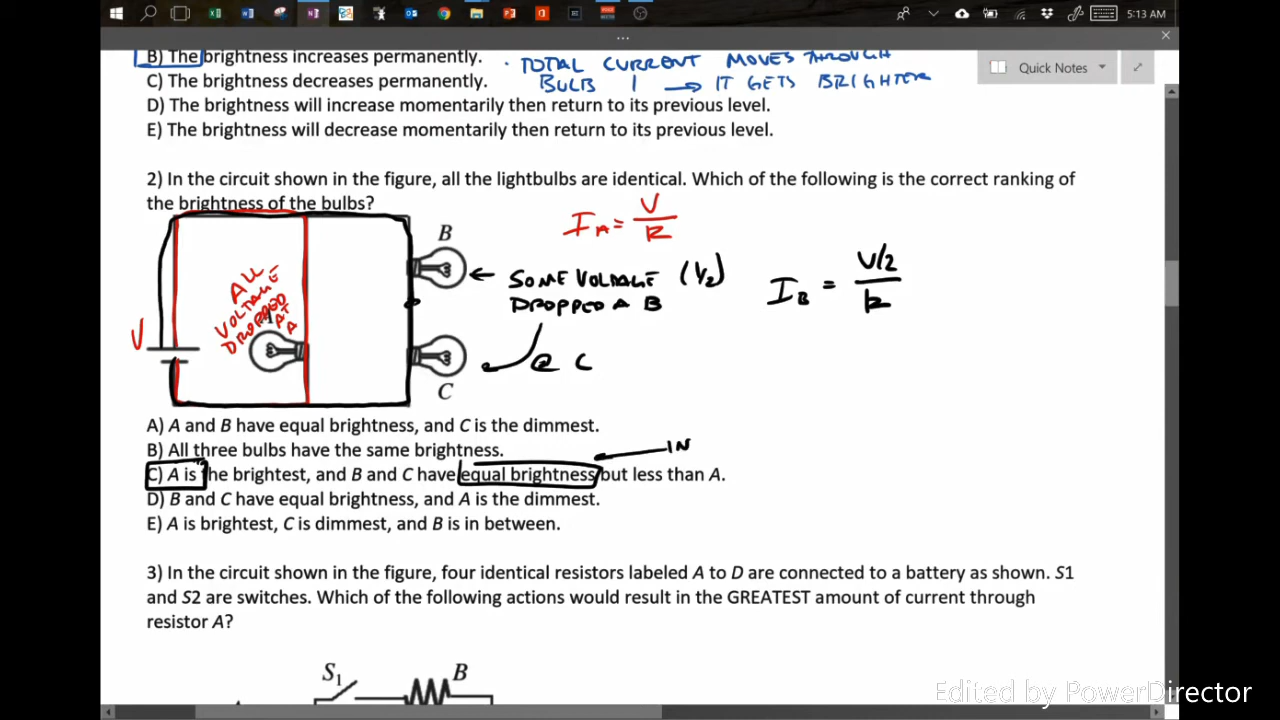 5:13 AM
Quick Notes
B) The brightness increases permanently.
· TOTAL CURRENT MOVES THROUGH
C) The brightness decreases permanently.
BULB 1 → IT GETS BRIGHTER
D) The brightness will increase momentarily then return to its previous level.
E) The brightness will decrease momentarily then return to its previous level.
2) In the circuit shown in the figure, all the lightbulbs are identical. Which of the following is the correct ranking of
the brightness of the bulbs?
I_A = V/R
B
ALL
VOLTAGE
DROPPED
AT
A
SOME VOLTAGE (1/2)
DROPPED A B
I_B = V/2 / R
V
@ C
C
A) A and B have equal brightness, and C is the dimmest.
B) All three bulbs have the same brightness.
IN
C) A is the brightest, and B and C have equal brightness but less than A.
D) B and C have equal brightness, and A is the dimmest.
E) A is brightest, C is dimmest, and B is in between.
3) In the circuit shown in the figure, four identical resistors labeled A to D are connected to a battery as shown. S1
and S2 are switches. Which of the following actions would result in the GREATEST amount of current through
resistor A?
S1
B
Edited by PowerDirector